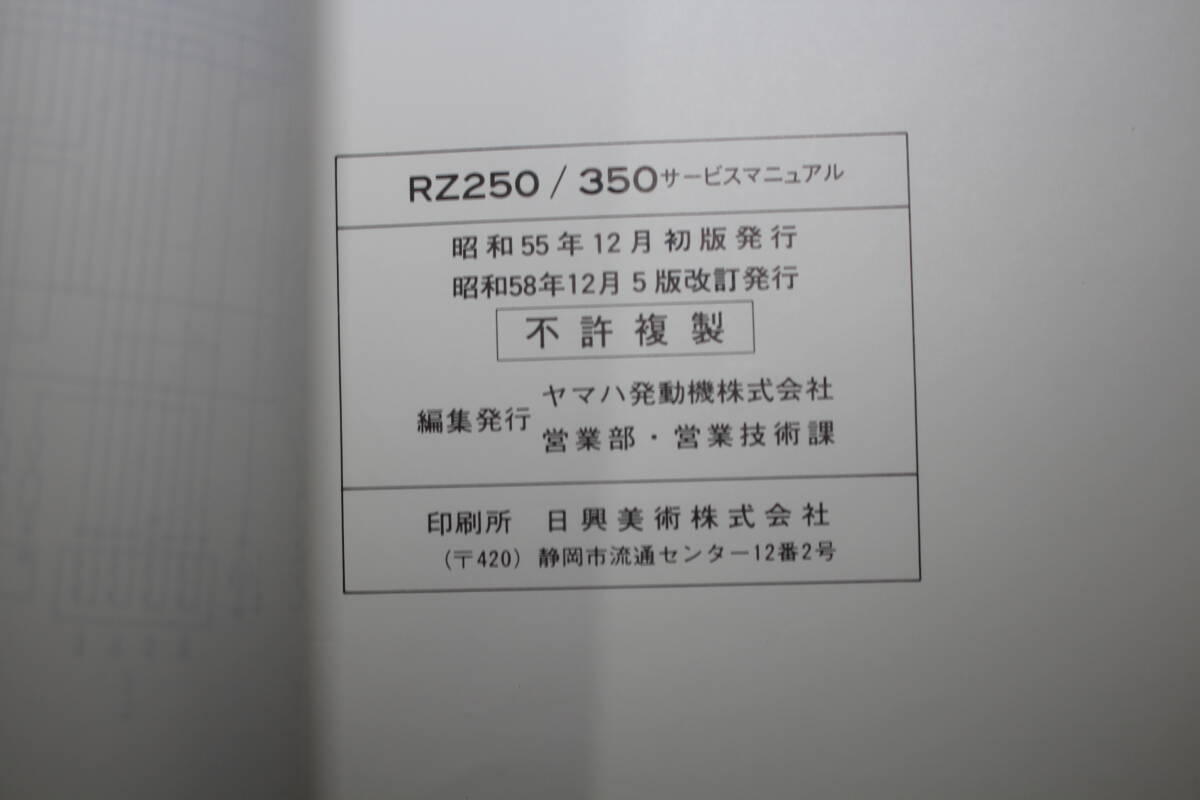 RZ250 / 350サービスマニュアル
昭和55年12月初版発行
昭和58年12月5版改訂発行
不許複製
編集発行
ヤマハ発動機株式会社
営業部・営業技術課
印刷所 日興美術株式会社
(〒420) 静岡市流通センター12番2号